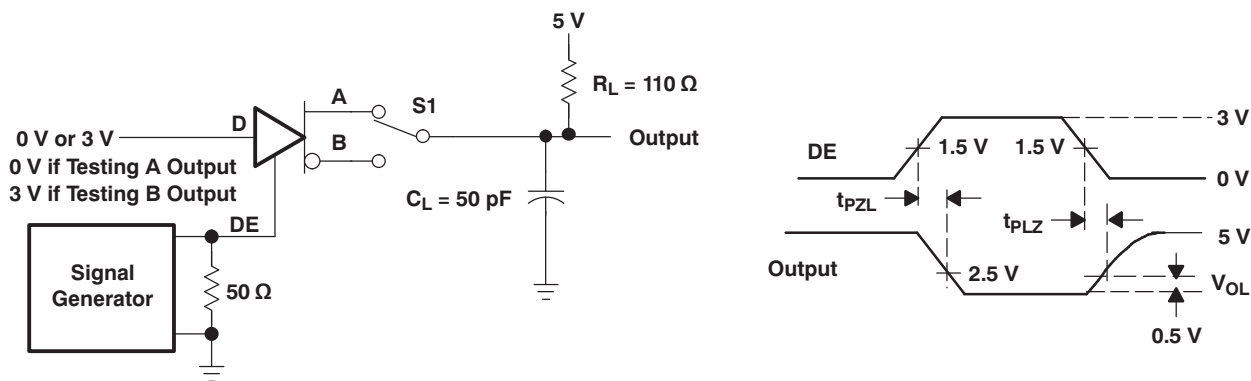 5 V
R_L = 110 Ω
A
S1
D
0 V or 3 V
B
Output
0 V if Testing A Output
3 V if Testing B Output
C_L = 50 pF
DE
Signal
Generator
50 Ω
3 V
DE
1.5 V
1.5 V
0 V
t_PZL
t_PLZ
5 V
Output
2.5 V
V_OL
0.5 V